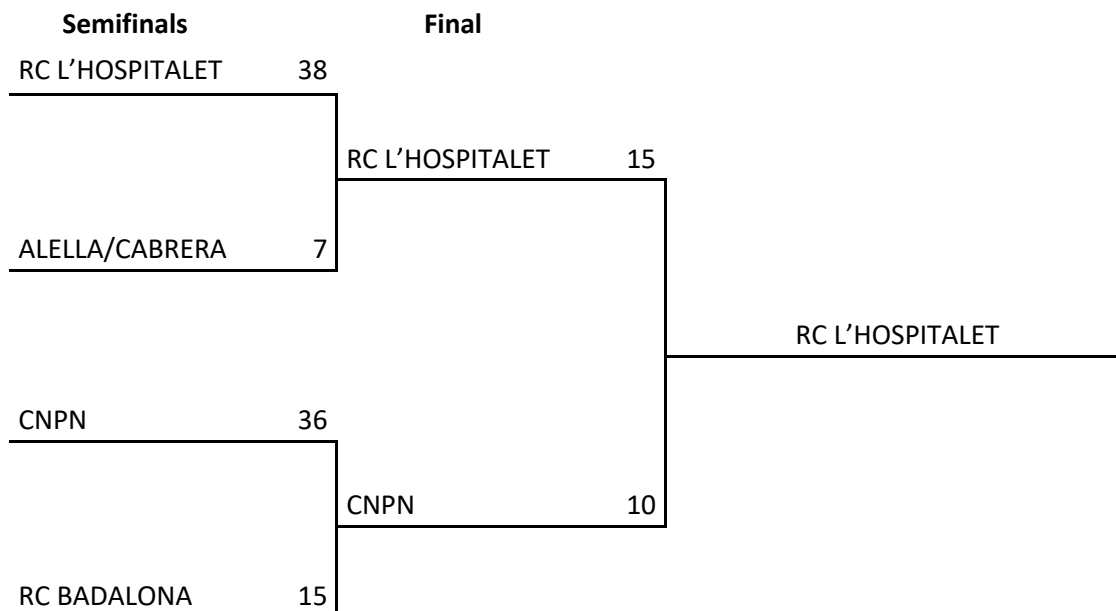 Semifinals Final
RC L’HOSPITALET 38
RC L’HOSPITALET 15
ALELLA/CABRERA 7
RC L’HOSPITALET
CNPN 36
CNPN 10
RC BADALONA 15